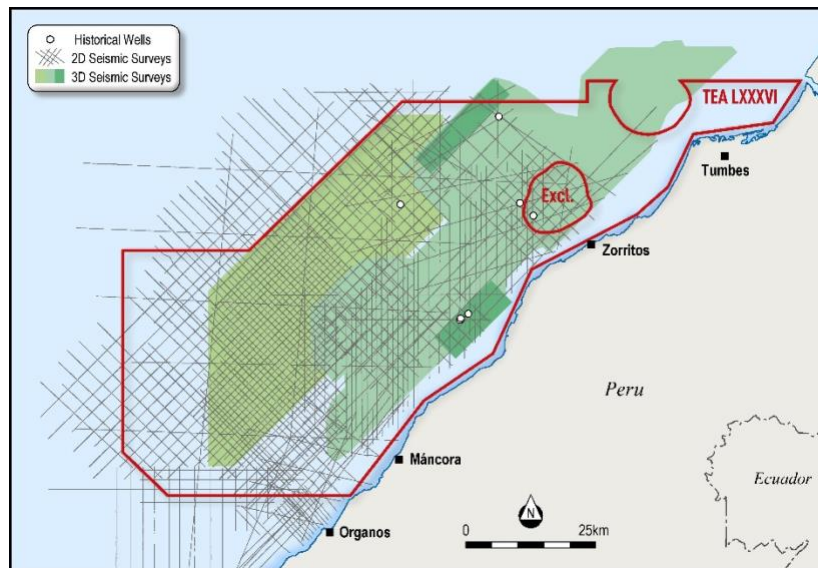 Historical Wells
2D Seismic Surveys
3D Seismic Surveys
TEA LXXXVI
Tumbes
Excl.
Zorritos
Peru
Máncora
Ecuador
N
Organos
0 25km